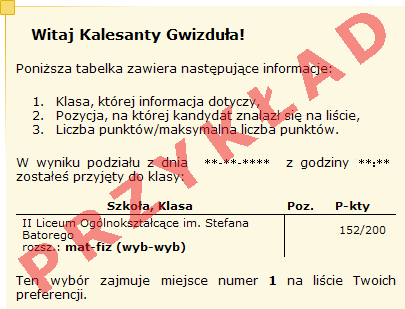 Witaj Kalesanty Gwizduła!
Poniższa tabelka zawiera następujące informacje:
1. Klasa, której informacja dotyczy,
2. Pozycja, na której kandydat znalazł się na liście,
3. Liczba punktów/maksymalna liczba punktów.
W wyniku podziału z dnia **-**-**** z godziny **:**
zostałeś przyjęty do klasy:
Szkoła, Klasa Poz. P-kty
II Liceum Ogólnokształcące im. Stefana
Batorego
rozsz.: mat-fiz (wyb-wyb)
152/200
Ten wybór zajmuje miejsce numer 1 na liście Twoich
preferencji.
PRZYKŁAD